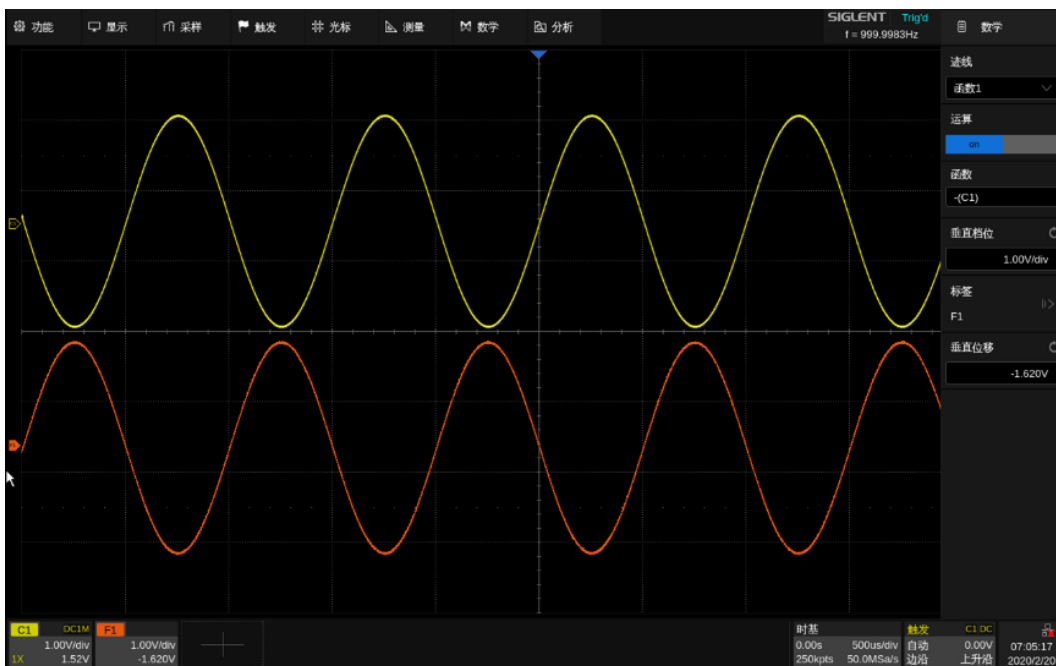 功能 显示 采样 触发 光标 测量 数学 分析
SIGLENT Trig'd
f = 999.9983Hz
数学
迹线
函数1
运算
on
函数
-(C1)
垂直档位
1.00V/div
标签
F1
垂直位移
-1.620V
C1 DC1M
1.00V/div
1X 1.52V
F1
1.00V/div
-1.620V
时基
0.00s 500us/div
250kpts 50.0MSa/s
触发 C1 DC
自动 0.00V
边沿 上升沿
07:05:17
2020/2/20